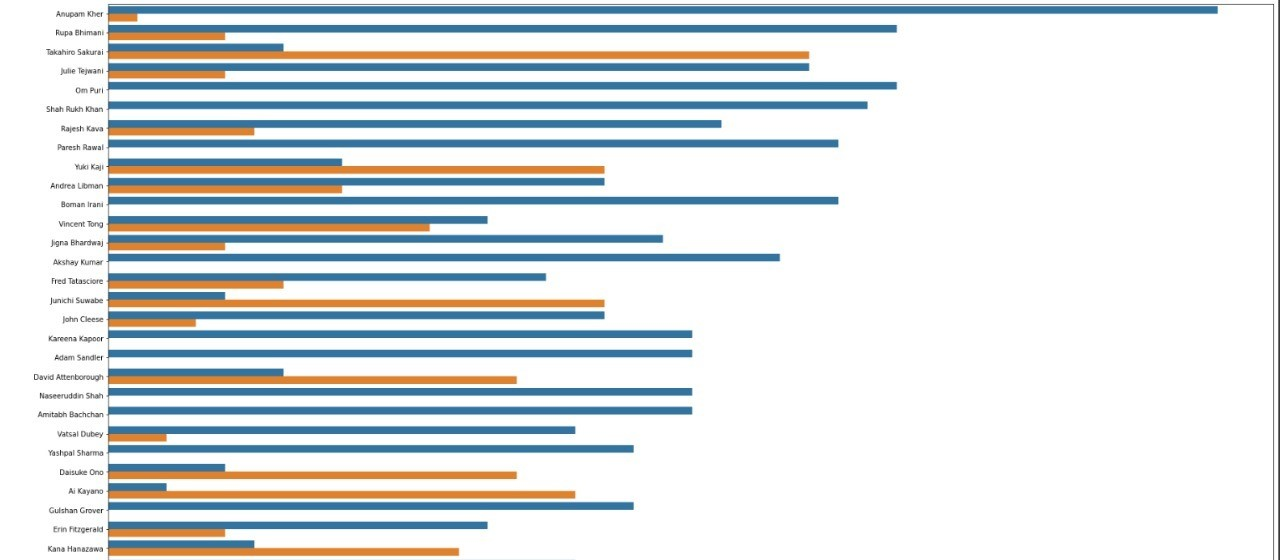 Anupam Kher
Rupa Bhimani
Takahiro Sakurai
Julie Tejwani
Om Puri
Shah Rukh Khan
Rajesh Kava
Paresh Rawal
Yuki Kaji
Andrea Libman
Boman Irani
Vincent Tong
Jigna Bhardwaj
Akshay Kumar
Fred Tatasciore
Junichi Suwabe
John Cleese
Kareena Kapoor
Adam Sandler
David Attenborough
Naseeruddin Shah
Amitabh Bachchan
Vatsal Dubey
Yashpal Sharma
Daisuke Ono
Ai Kayano
Gulshan Grover
Erin Fitzgerald
Kana Hanazawa